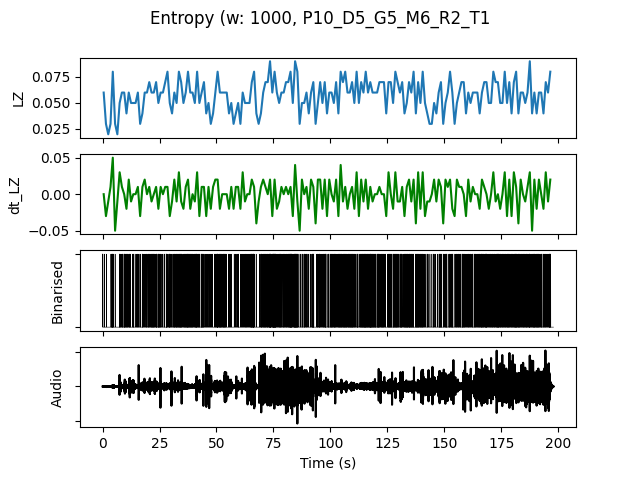 Entropy (w: 1000, P10_D5_G5_M6_R2_T1
0.075
0.050
0.025
LZ
0.05
0.00
−0.05
dt_LZ
Binarised
Audio
0 25 50 75 100 125 150 175 200
Time (s)